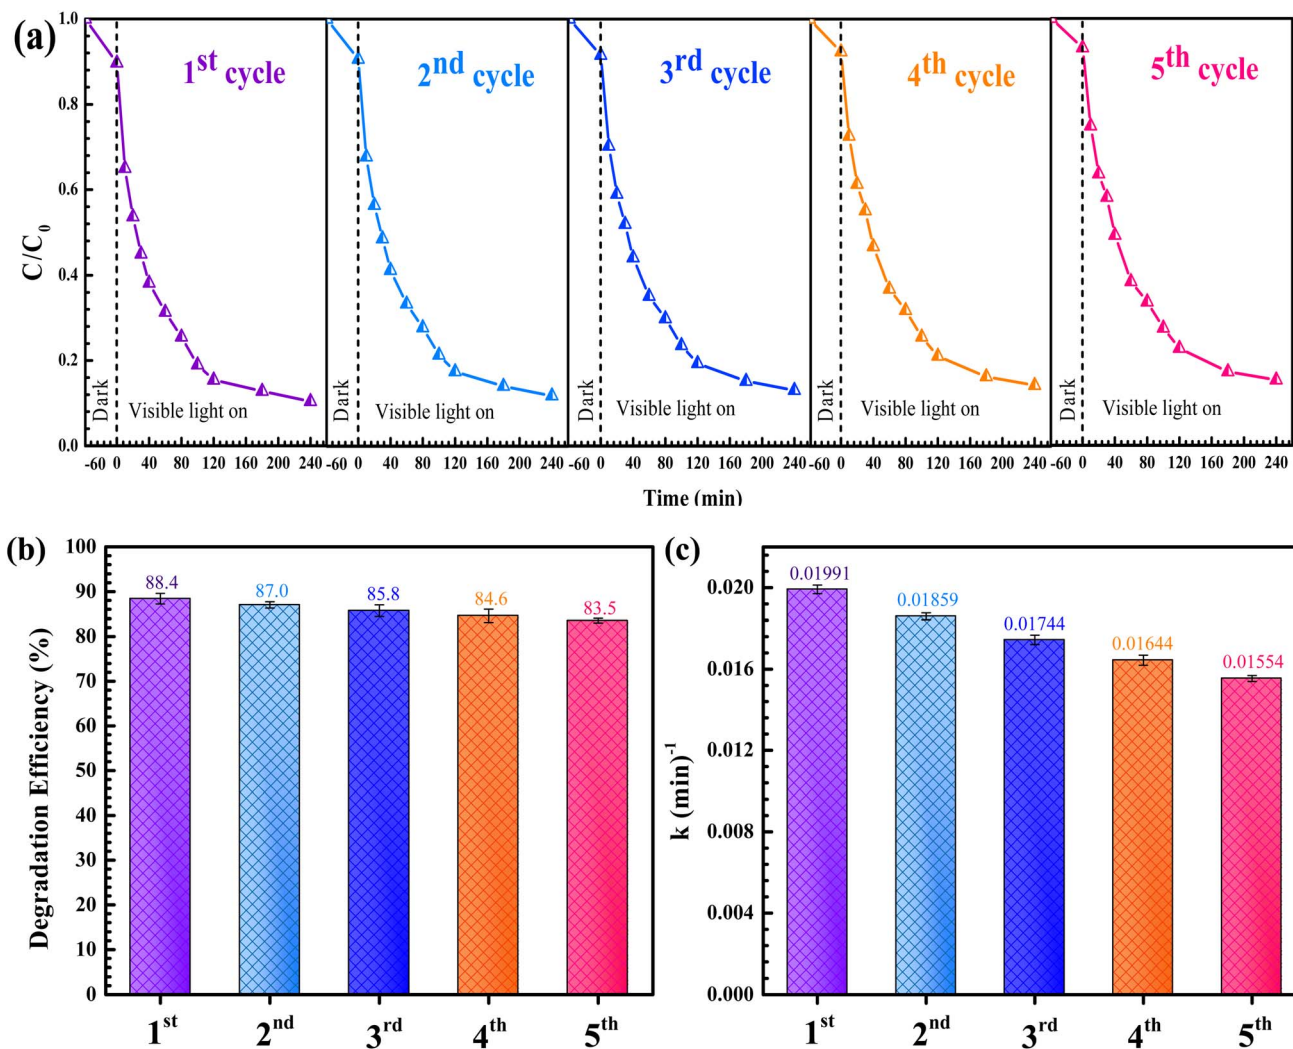 (a)
1st cycle 2nd cycle 3rd cycle 4th cycle 5th cycle
1.0
0.8
0.6
0.4
0.2
0.0
C/C0
Dark Visible light on Dark Visible light on Dark Visible light on Dark Visible light on Dark Visible light on
-60 0 40 80 120 160 200 240 -60 0 40 80 120 160 200 240 -60 0 40 80 120 160 200 240 -60 0 40 80 120 160 200 240 -60 0 40 80 120 160 200 240
Time (min)
(b)
Degradation Efficiency (%)
100
90
80
70
60
50
40
30
20
10
0
88.4 87.0 85.8 84.6 83.5
1st 2nd 3rd 4th 5th
(c)
k (min)-1
0.020
0.016
0.012
0.008
0.004
0.000
0.01991 0.01859 0.01744 0.01644 0.01554
1st 2nd 3rd 4th 5th